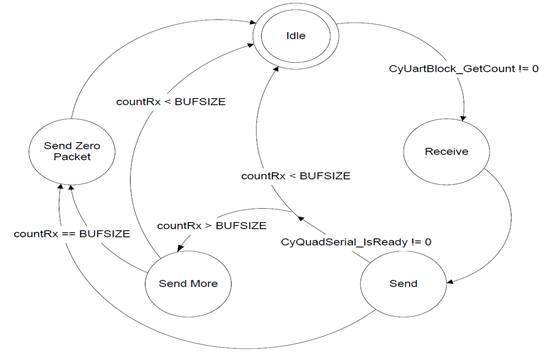 Idle
CyUartBlock_GetCount != 0
countRx < BUFSIZE
Send Zero
Packet
Receive
countRx < BUFSIZE
countRx > BUFSIZE
countRx == BUFSIZE
CyQuadSerial_IsReady != 0
Send More
Send